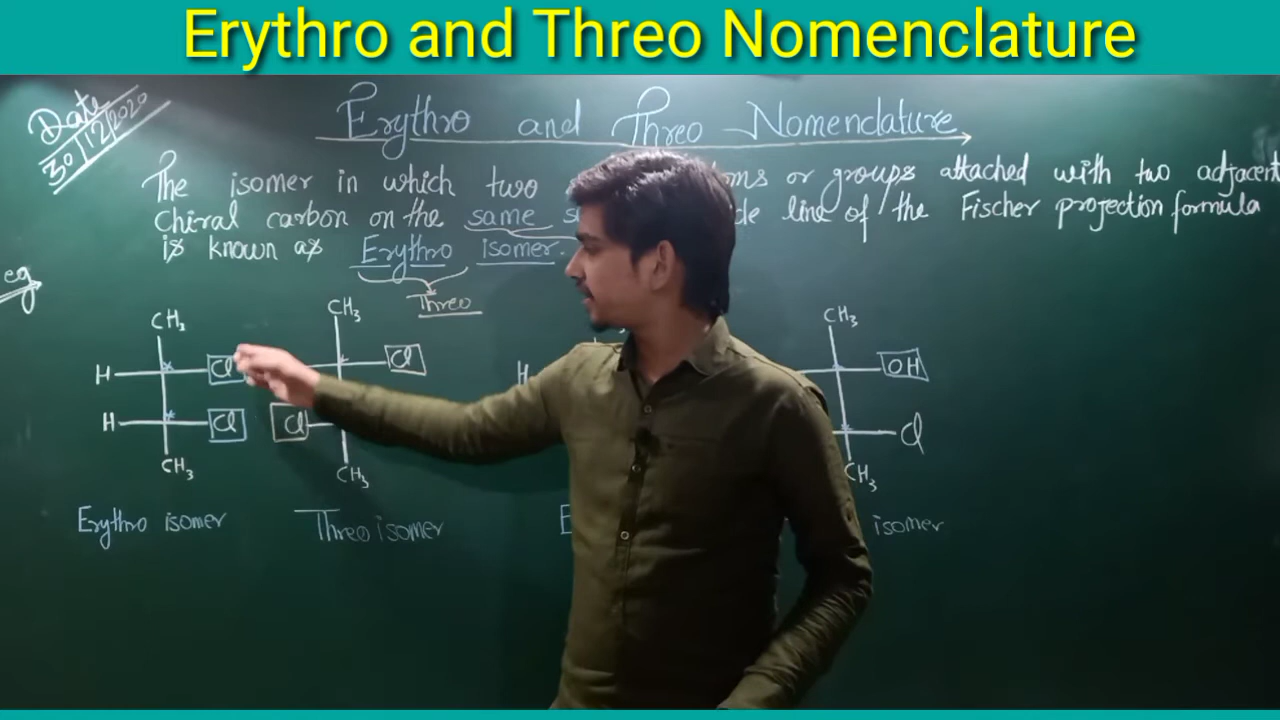 Erythro and Threo Nomenclature
Date
30/12/2020
Erythro and Threo Nomenclature
The isomer in which two or groups attached with two adjacent
Chiral carbon on the same line of the Fischer projection formula
is known as Erythro isomer.
Threo
eg
CH3 CH3 CH3
H Cl Cl H OH
H Cl Cl Cl
CH3 CH3 CH3
Erythro isomer Threo isomer E isomer